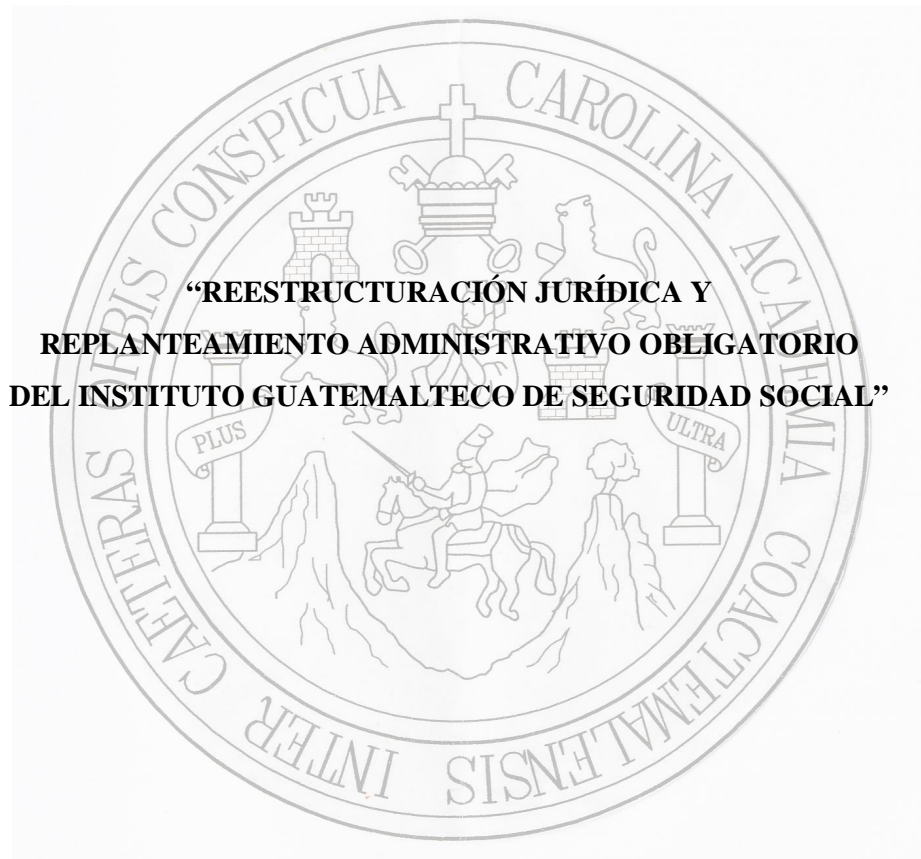 “REESTRUCTURACIÓN JURÍDICA Y
REPLANTEAMIENTO ADMINISTRATIVO OBLIGATORIO
DEL INSTITUTO GUATEMALTECO DE SEGURIDAD SOCIAL”
CAROLINA ACADEMIA COACTEMALENSIS INTER CAETERAS ORBIS CONSPICUA
PLUS
ULTRA